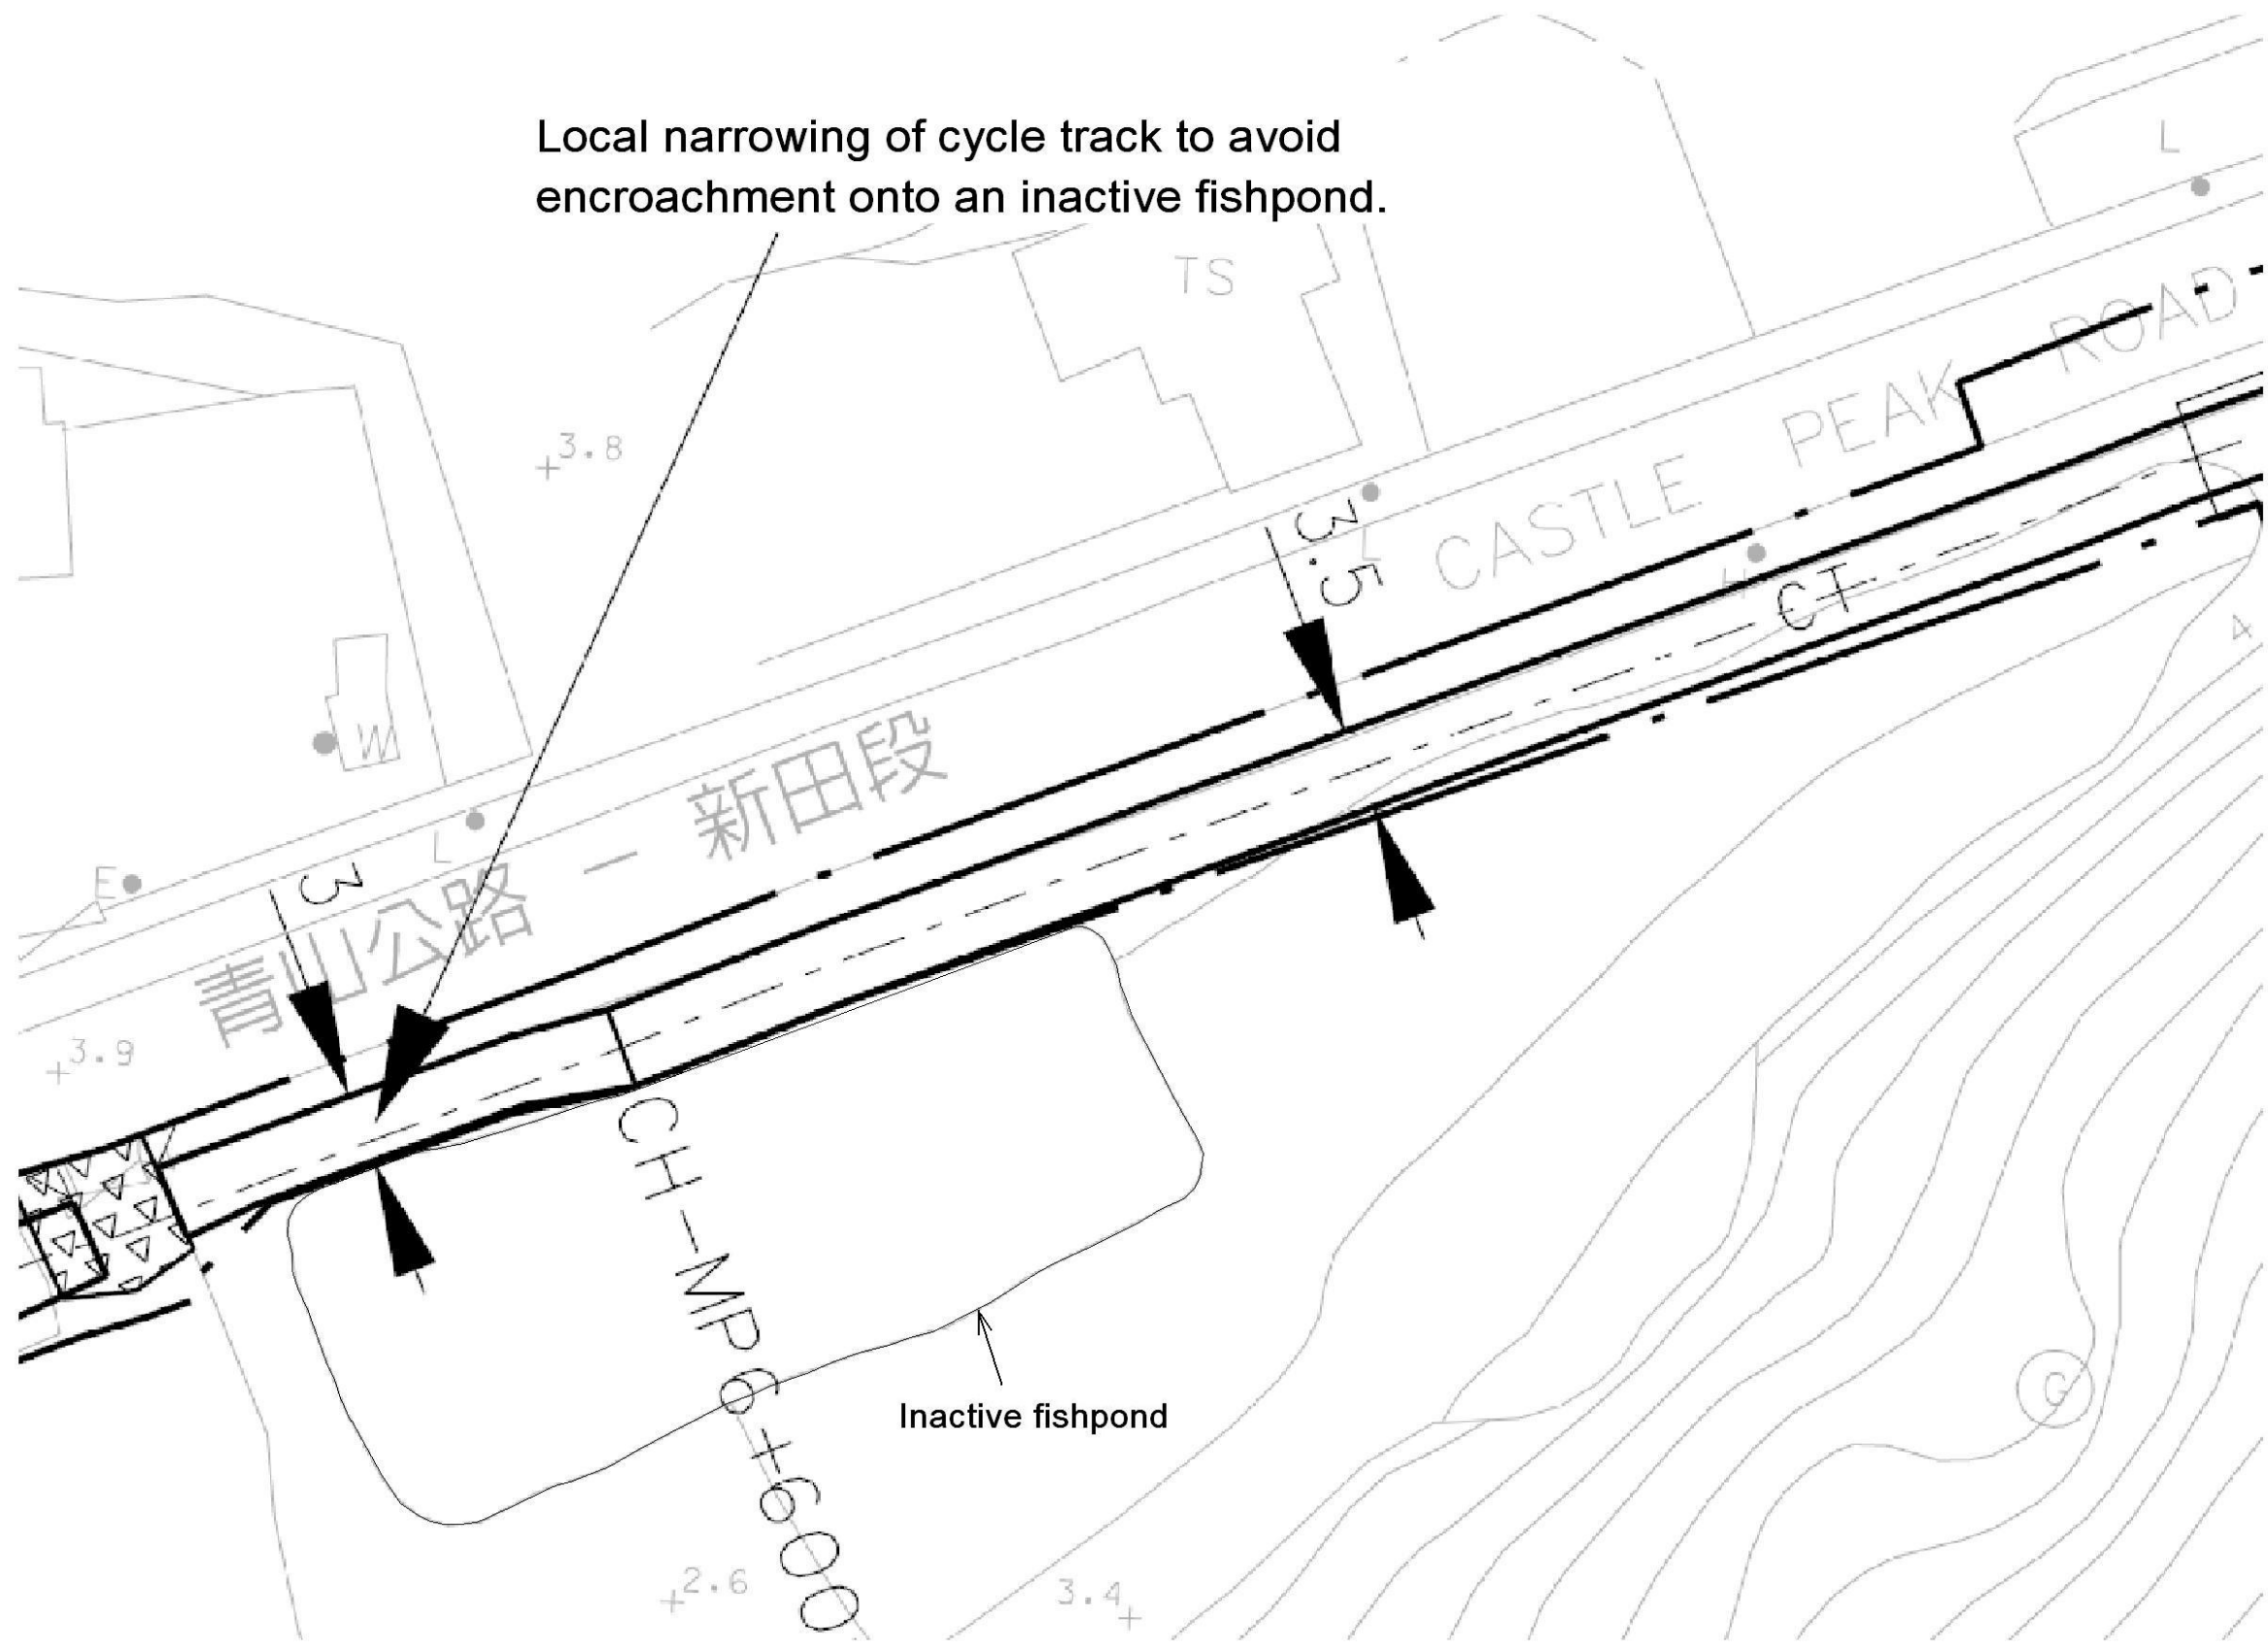 Local narrowing of cycle track to avoid
encroachment onto an inactive fishpond.
L
TS
CASTLE PEAK ROAD
3.8
3.5
L
H
CT
4
W
青山公路 - 新田段
L
E
3
3.9
CH-MP6+600
Inactive fishpond
G
2.6
3.4